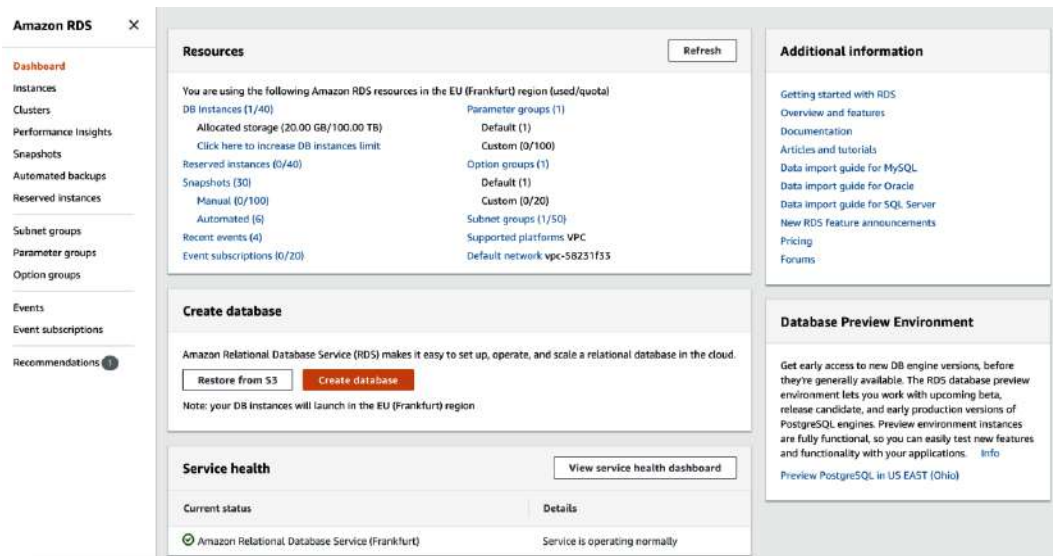 Amazon RDS
Dashboard
Instances
Clusters
Performance Insights
Snapshots
Automated backups
Reserved instances
Subnet groups
Parameter groups
Option groups
Events
Event subscriptions
Recommendations 1
Resources
Refresh
You are using the following Amazon RDS resources in the EU (Frankfurt) region (used/quota)
DB Instances (1/40)
Allocated storage (20.00 GB/100.00 TB)
Click here to increase DB instances limit
Reserved instances (0/40)
Snapshots (30)
Manual (0/100)
Automated (6)
Recent events (4)
Event subscriptions (0/20)
Parameter groups (1)
Default (1)
Custom (0/100)
Option groups (1)
Default (1)
Custom (0/20)
Subnet groups (1/50)
Supported platforms VPC
Default network vpc-58231f33
Create database
Amazon Relational Database Service (RDS) makes it easy to set up, operate, and scale a relational database in the cloud.
Restore from S3
Create database
Note: your DB instances will launch in the EU (Frankfurt) region
Service health
View service health dashboard
Current status
Details
Amazon Relational Database Service (Frankfurt)
Service is operating normally
Additional information
Getting started with RDS
Overview and features
Documentation
Articles and tutorials
Data import guide for MySQL
Data import guide for Oracle
Data import guide for SQL Server
New RDS feature announcements
Pricing
Forums
Database Preview Environment
Get early access to new DB engine versions, before
they're generally available. The RDS database preview
environment lets you work with upcoming beta,
release candidate, and early production versions of
PostgreSQL engines. Preview environment instances
are fully functional, so you can easily test new features
and functionality with your applications. Info
Preview PostgreSQL in US EAST (Ohio)